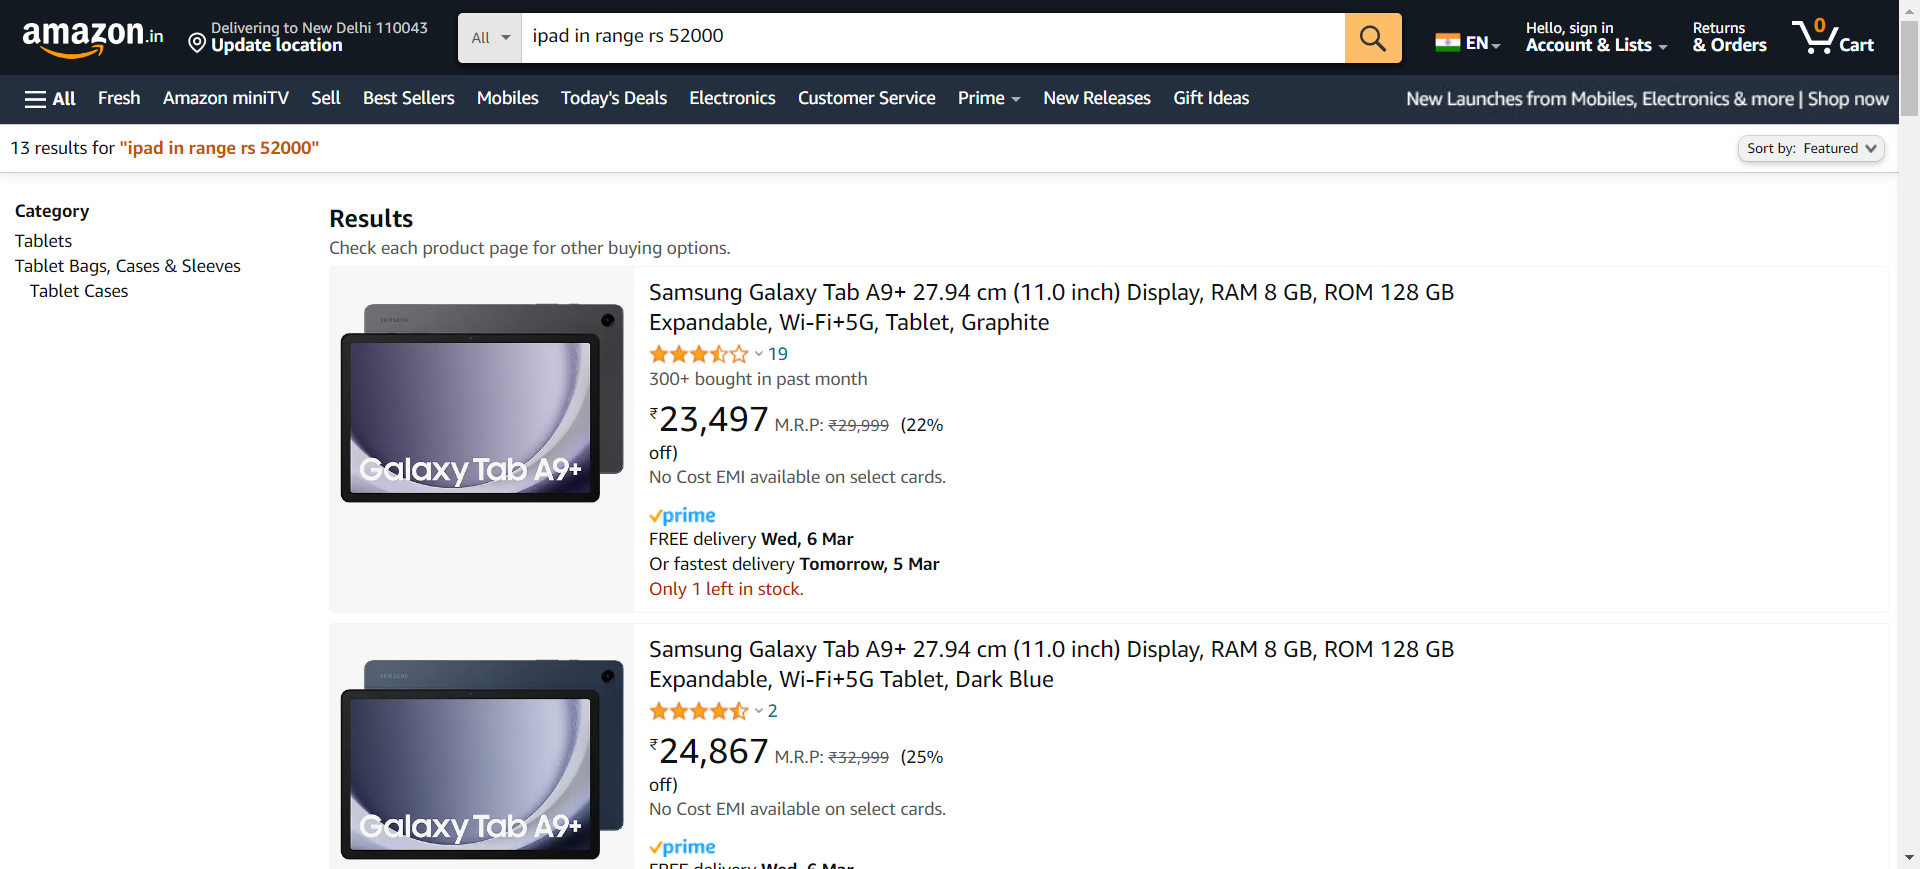 amazon.in
Delivering to New Delhi 110043
Update location
All
ipad in range rs 52000
EN
Hello, sign in
Account & Lists
Returns
& Orders
0
Cart
All
Fresh
Amazon miniTV
Sell
Best Sellers
Mobiles
Today's Deals
Electronics
Customer Service
Prime
New Releases
Gift Ideas
New Launches from Mobiles, Electronics & more | Shop now
13 results for "ipad in range rs 52000"
Sort by: Featured
Category
Tablets
Tablet Bags, Cases & Sleeves
Tablet Cases
Results
Check each product page for other buying options.
SAMSUNG
Galaxy Tab A9+
Samsung Galaxy Tab A9+ 27.94 cm (11.0 inch) Display, RAM 8 GB, ROM 128 GB
Expandable, Wi-Fi+5G, Tablet, Graphite
19
300+ bought in past month
₹23,497 M.R.P: ₹29,999 (22%
off)
No Cost EMI available on select cards.
prime
FREE delivery Wed, 6 Mar
Or fastest delivery Tomorrow, 5 Mar
Only 1 left in stock.
SAMSUNG
Galaxy Tab A9+
Samsung Galaxy Tab A9+ 27.94 cm (11.0 inch) Display, RAM 8 GB, ROM 128 GB
Expandable, Wi-Fi+5G Tablet, Dark Blue
2
₹24,867 M.R.P: ₹32,999 (25%
off)
No Cost EMI available on select cards.
prime
FREE delivery Wed, 6 Mar